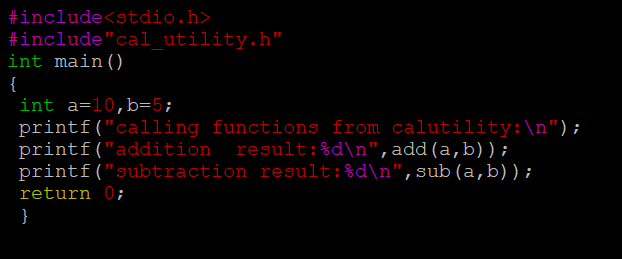 #include<stdio.h>
#include"cal_utility.h"
int main()
{
 int a=10,b=5;
 printf("calling functions from calutility:\n");
 printf("addition  result:%d\n",add(a,b));
 printf("subtraction result:%d\n",sub(a,b));
 return 0;
 }